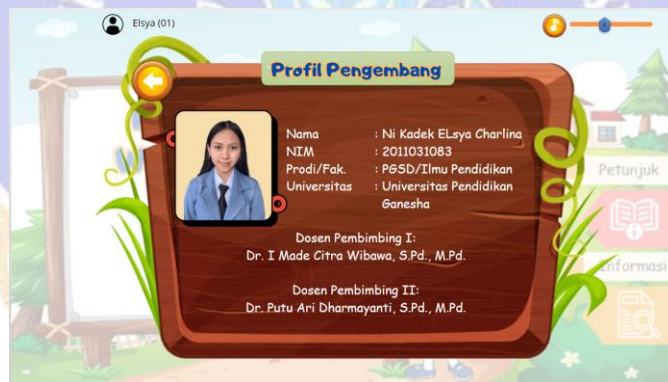 Elsya (01)
Profil Pengembang
Nama : Ni Kadek ELsya Charlina
NIM : 2011031083
Prodi/Fak. : PGSD/Ilmu Pendidikan
Universitas : Universitas Pendidikan
Ganesha
Petunjuk
Dosen Pembimbing I:
Dr. I Made Citra Wibawa, S.Pd., M.Pd.
Informasi
Dosen Pembimbing II:
Dr. Putu Ari Dharmayanti, S.Pd., M.Pd.